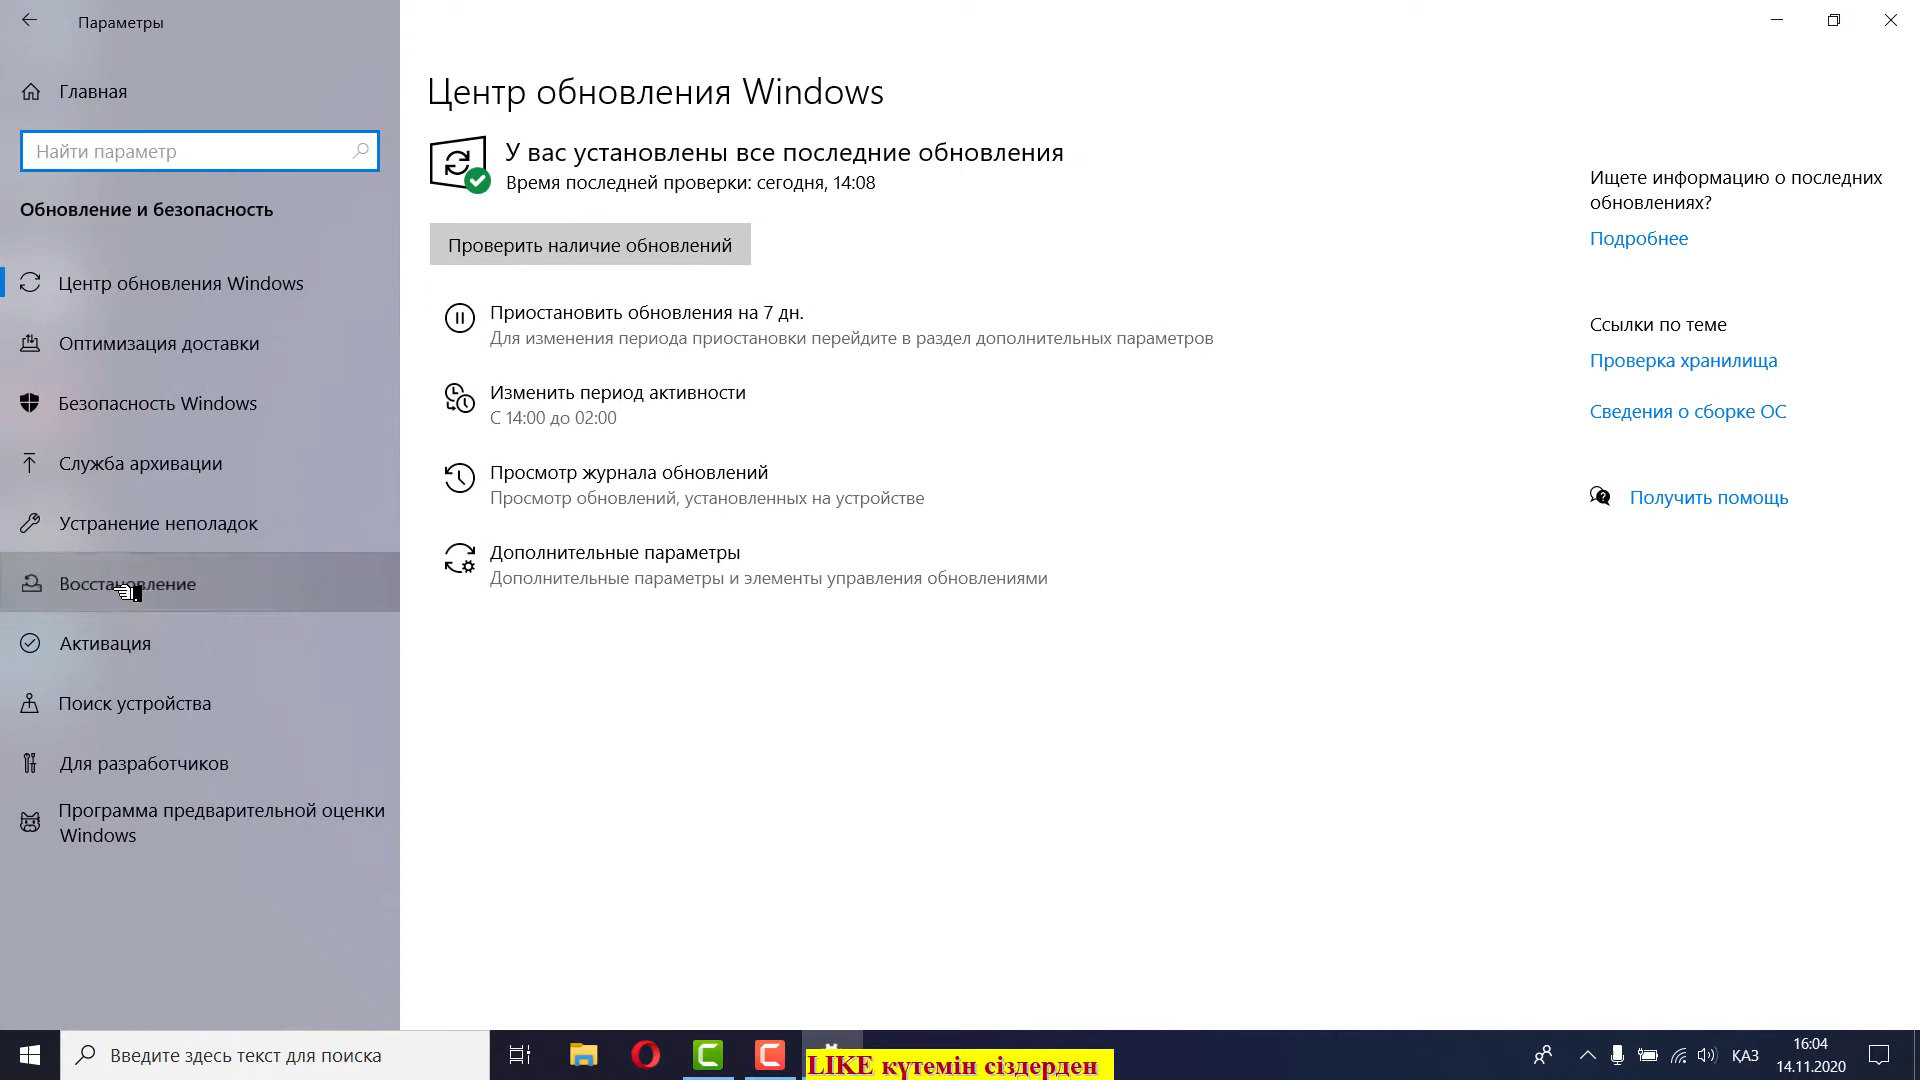 Параметры
Главная
Найти параметр
Обновление и безопасность
Центр обновления Windows
Оптимизация доставки
Безопасность Windows
Служба архивации
Устранение неполадок
Восстановление
Активация
Поиск устройства
Для разработчиков
Программа предварительной оценки
Windows
Центр обновления Windows
У вас установлены все последние обновления
Время последней проверки: сегодня, 14:08
Проверить наличие обновлений
Приостановить обновления на 7 дн.
Для изменения периода приостановки перейдите в раздел дополнительных параметров
Изменить период активности
С 14:00 до 02:00
Просмотр журнала обновлений
Просмотр обновлений, установленных на устройстве
Дополнительные параметры
Дополнительные параметры и элементы управления обновлениями
Ищете информацию о последних
обновлениях?
Подробнее
Ссылки по теме
Проверка хранилища
Сведения о сборке ОС
Получить помощь
Введите здесь текст для поиска
LIKE күтемін сіздерден
ҚАЗ
16:04
14.11.2020